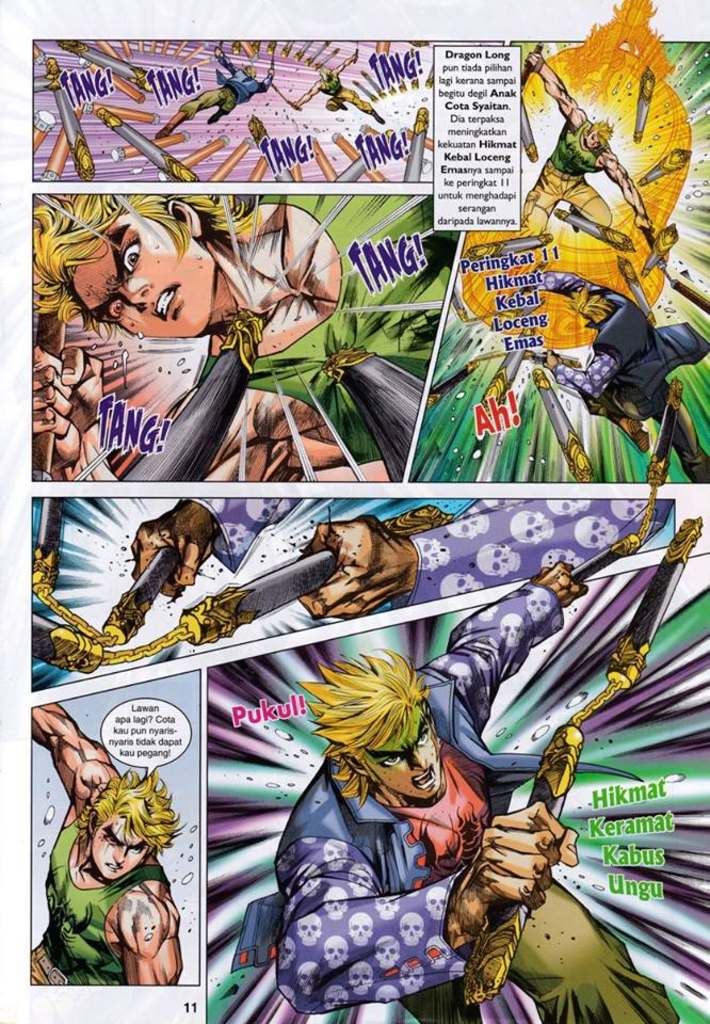 TANG!
TANG!
TANG!
TANG!
TANG!
Dragon Long
pun tiada pilihan
lagi kerana sampai
begitu degil Anak
Cota Syaitan.
Dia terpaksa
meningkatkan
kekuatan Hikmat
Kebal Loceng
Emasnya sampai
ke peringkat 11
untuk menghadapi
serangan
daripada lawannya.
TANG!
TANG!
Peringkat 11
Hikmat
Kebal
Loceng
Emas
Ah!
Lawan
apa lagi? Cota
kau pun nyaris-
nyaris tidak dapat
kau pegang!
Pukul!
Hikmat
Keramat
Kabus
Ungu
11